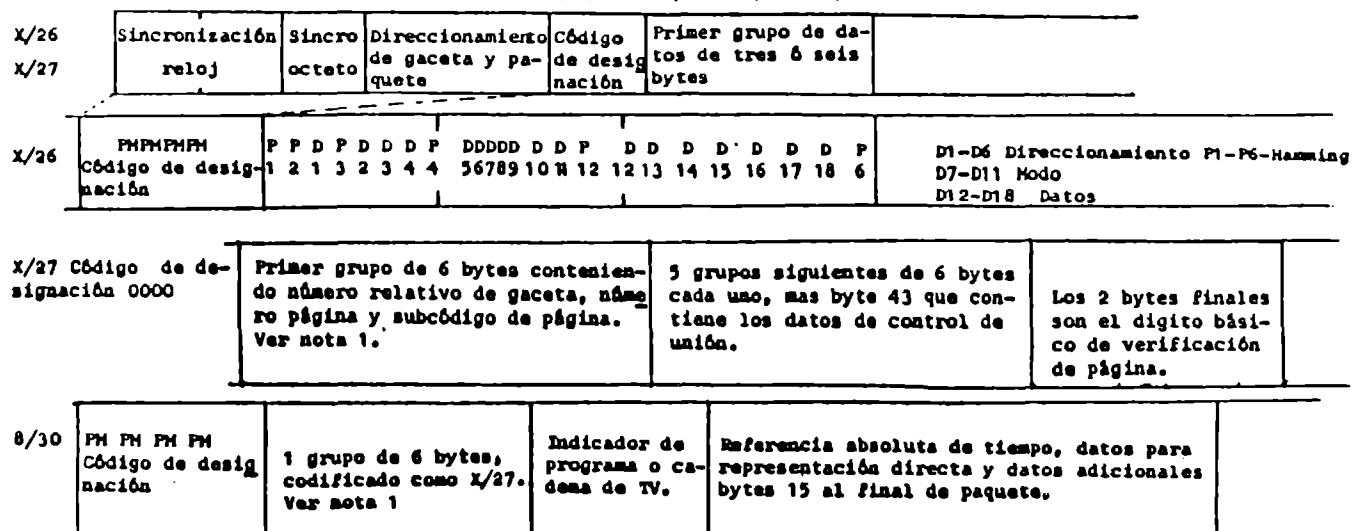 X/26
X/27
Sincronización
reloj
Sincro
octeto
Direccionamiento
de gaceta y pa-
quete
Código
de desig
nación
Primer grupo de da-
tos de tres ó seis
bytes
X/26
PMPMPMPM
Código de desig-
nación
P P D P D D D P DDDDD D D P D D D D D D D P
1 2 1 3 2 3 4 4 56789 10 11 12 12 13 14 15 16 17 18 6
D1-D6 Direccionamiento P1-P6-Hamming
D7-D11 Modo
D12-D18 Datos
X/27 Código de de-
signación 0000
Primer grupo de 6 bytes contenien-
do número relativo de gaceta, núme
ro página y subcódigo de página.
Ver nota 1.
5 grupos siguientes de 6 bytes
cada uno, mas byte 43 que con-
tiene los datos de control de
unión.
Los 2 bytes finales
son el digito bási-
co de verificación
de página.
8/30
PM PM PM PM
Código de desig
nación
1 grupo de 6 bytes,
codificado como X/27.
Ver nota 1
Indicador de
programa o ca-
dena de TV.
Referencia absoluta de tiempo, datos para
representación directa y datos adicionales
bytes 15 al final de paquete.